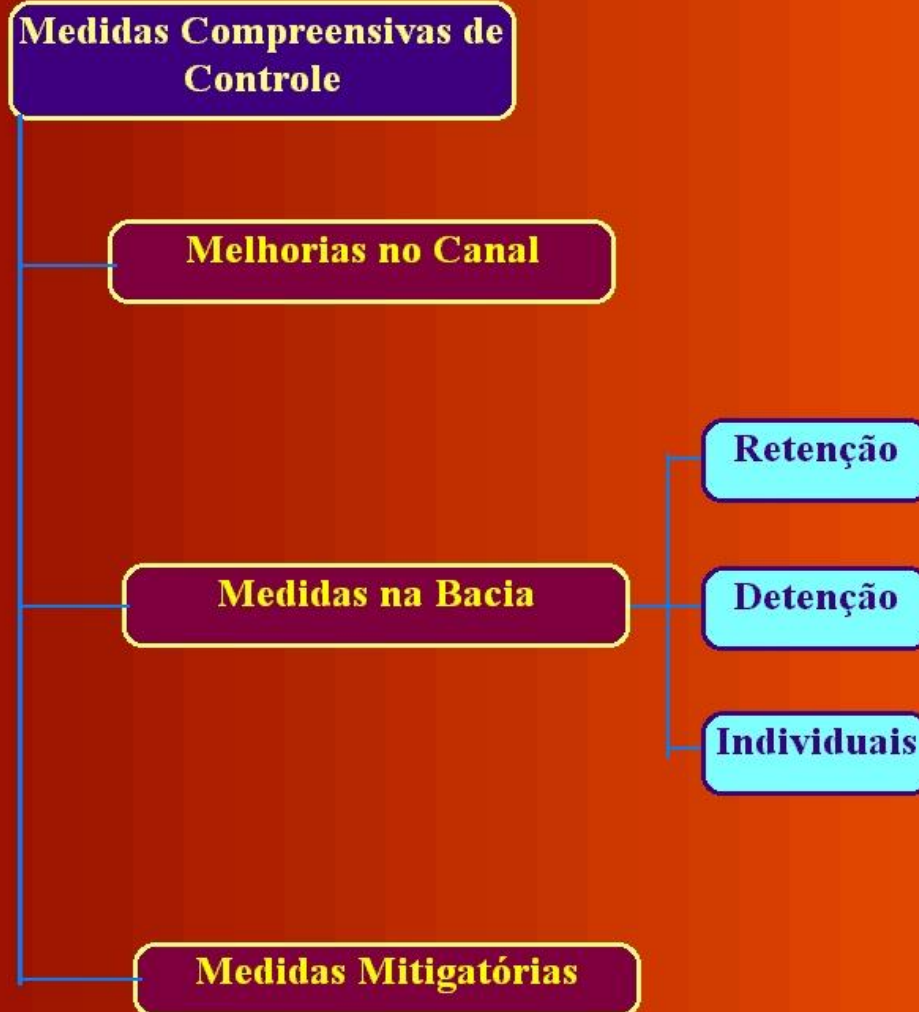 Medidas Compreensivas de
Controle
Melhorias no Canal
Retenção
Medidas na Bacia
Detenção
Individuais
Medidas Mitigatórias